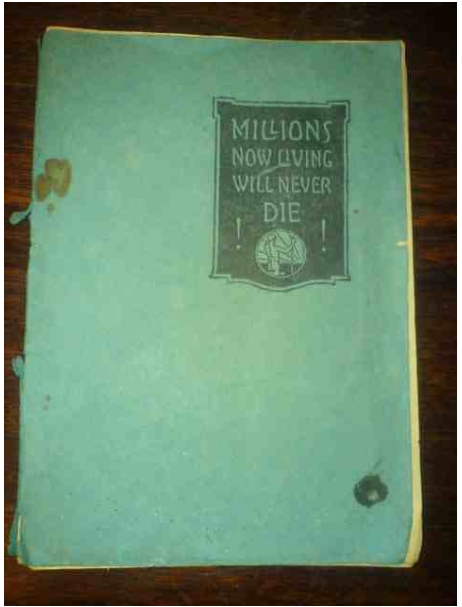 MILLIONS
NOW LIVING
WILL NEVER
DIE
! !